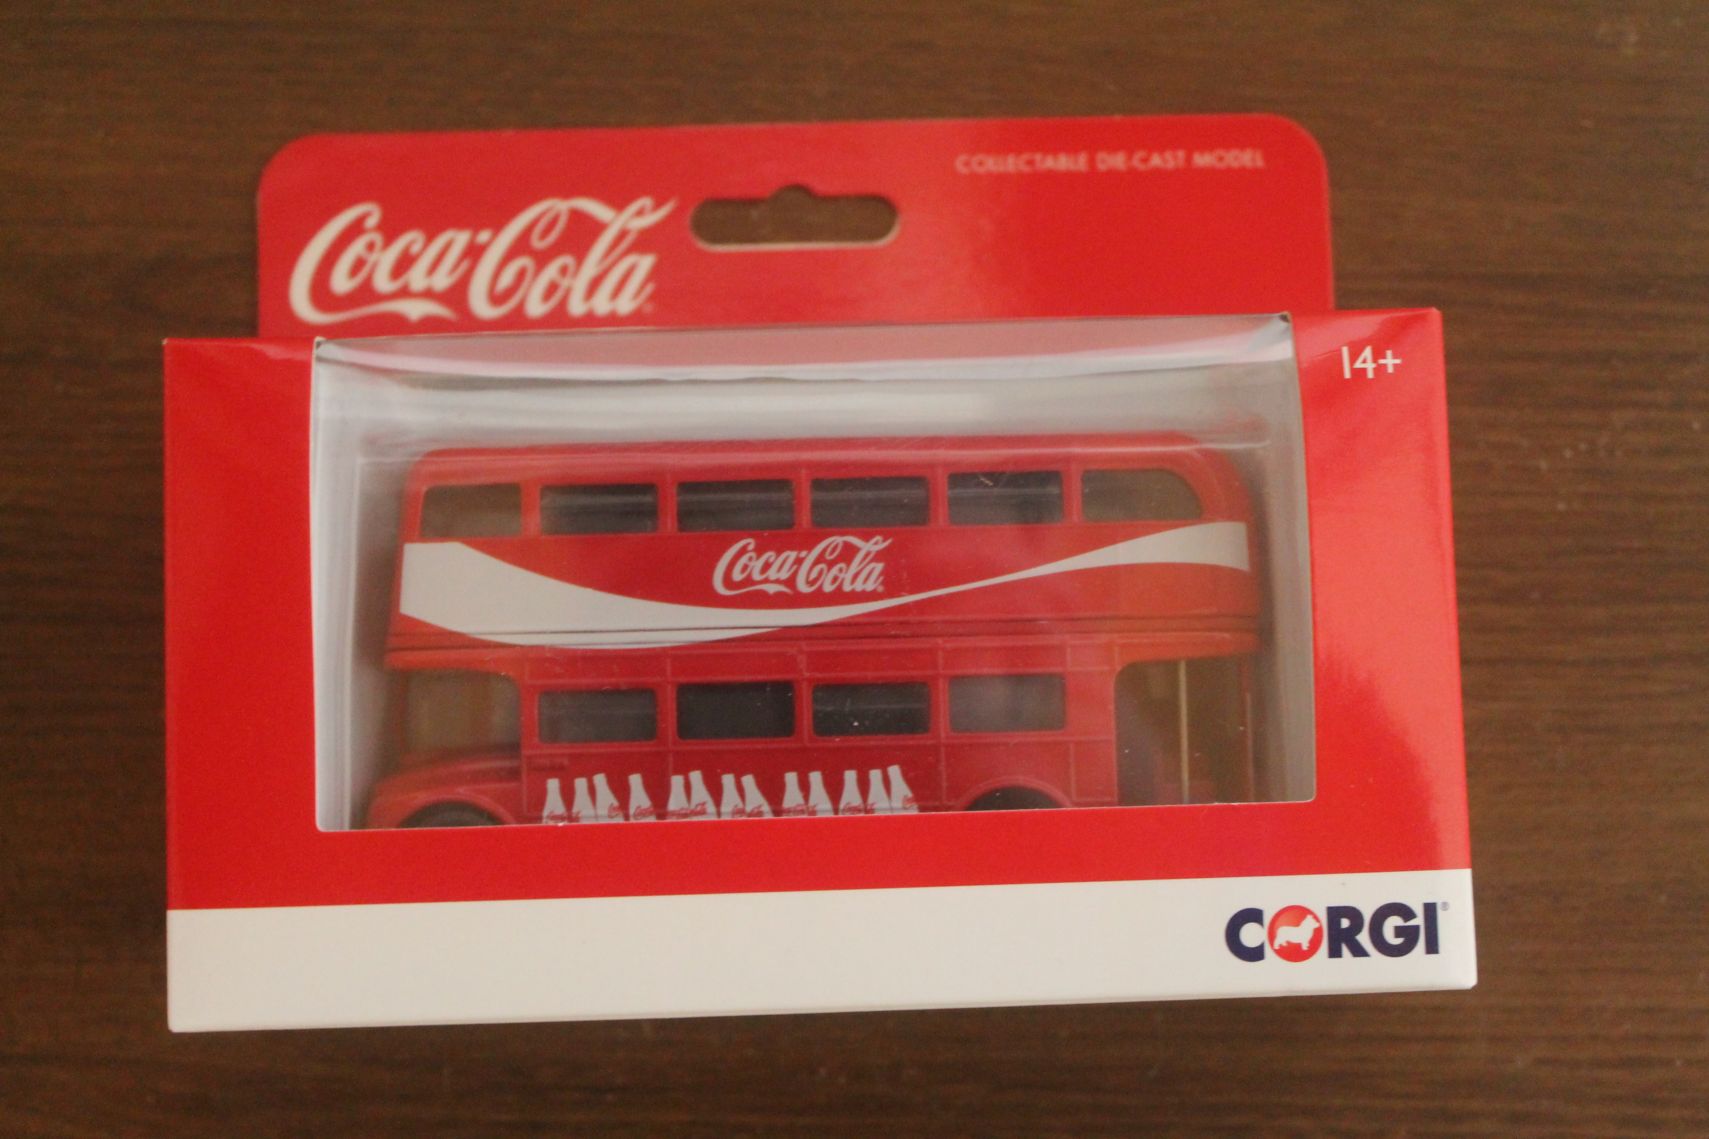 COLLECTABLE DIE-CAST MODEL
Coca-Cola
14+
Coca-Cola
CORGI